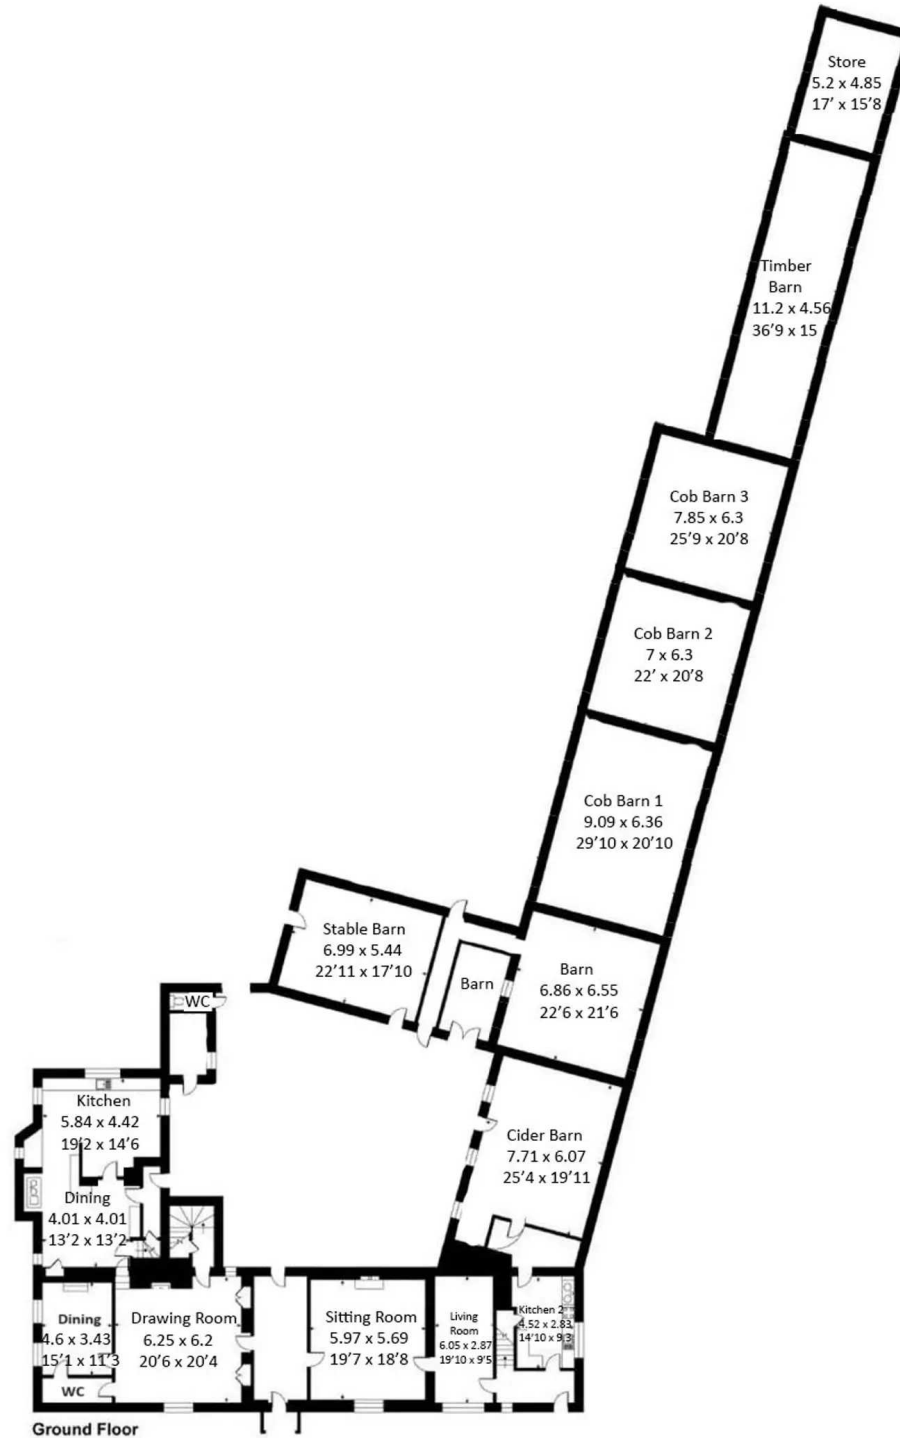 Store
5.2 x 4.85
17' x 15'8
Timber
Barn
11.2 x 4.56
36'9 x 15
Cob Barn 3
7.85 x 6.3
25'9 x 20'8
Cob Barn 2
7 x 6.3
22' x 20'8
Cob Barn 1
9.09 x 6.36
29'10 x 20'10
Stable Barn
6.99 x 5.44
22'11 x 17'10
Barn
Barn
6.86 x 6.55
22'6 x 21'6
WC
Kitchen
5.84 x 4.42
19'2 x 14'6
Cider Barn
7.71 x 6.07
25'4 x 19'11
Dining
4.01 x 4.01
13'2 x 13'2
Dining
4.6 x 3.43
15'1 x 11'3
WC
Drawing Room
6.25 x 6.2
20'6 x 20'4
Sitting Room
5.97 x 5.69
19'7 x 18'8
Living
Room
6.05 x 2.87
19'10 x 9'5
Kitchen 2
4.52 x 2.83
14'10 x 9'3
Ground Floor